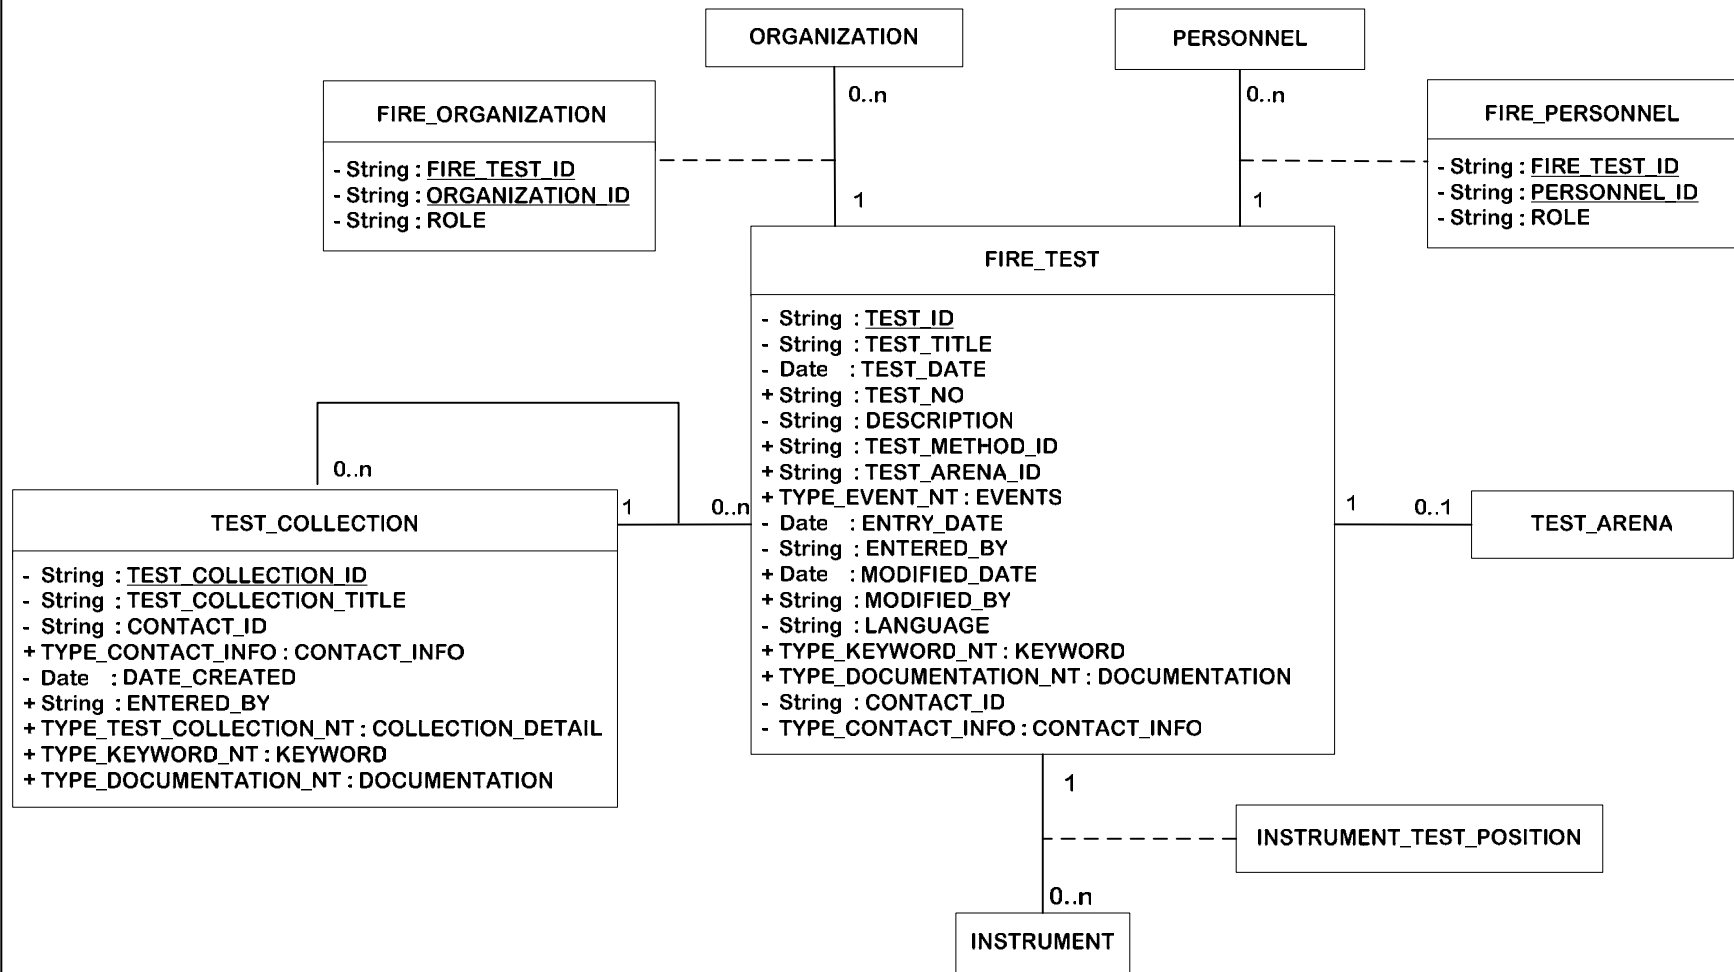 ORGANIZATION
PERSONNEL
0..n
0..n
FIRE_ORGANIZATION
- String : FIRE_TEST_ID
- String : ORGANIZATION_ID
- String : ROLE
FIRE_PERSONNEL
- String : FIRE_TEST_ID
- String : PERSONNEL_ID
- String : ROLE
1
1
FIRE_TEST
- String : TEST_ID
- String : TEST_TITLE
- Date : TEST_DATE
+ String : TEST_NO
- String : DESCRIPTION
+ String : TEST_METHOD_ID
+ String : TEST_ARENA_ID
+ TYPE_EVENT_NT : EVENTS
- Date : ENTRY_DATE
- String : ENTERED_BY
+ Date : MODIFIED_DATE
+ String : MODIFIED_BY
- String : LANGUAGE
+ TYPE_KEYWORD_NT : KEYWORD
+ TYPE_DOCUMENTATION_NT : DOCUMENTATION
- String : CONTACT_ID
- TYPE_CONTACT_INFO : CONTACT_INFO
0..n
1
0..n
TEST_COLLECTION
- String : TEST_COLLECTION_ID
- String : TEST_COLLECTION_TITLE
- String : CONTACT_ID
+ TYPE_CONTACT_INFO : CONTACT_INFO
- Date : DATE_CREATED
+ String : ENTERED_BY
+ TYPE_TEST_COLLECTION_NT : COLLECTION_DETAIL
+ TYPE_KEYWORD_NT : KEYWORD
+ TYPE_DOCUMENTATION_NT : DOCUMENTATION
1
0..1
TEST_ARENA
1
INSTRUMENT_TEST_POSITION
0..n
INSTRUMENT